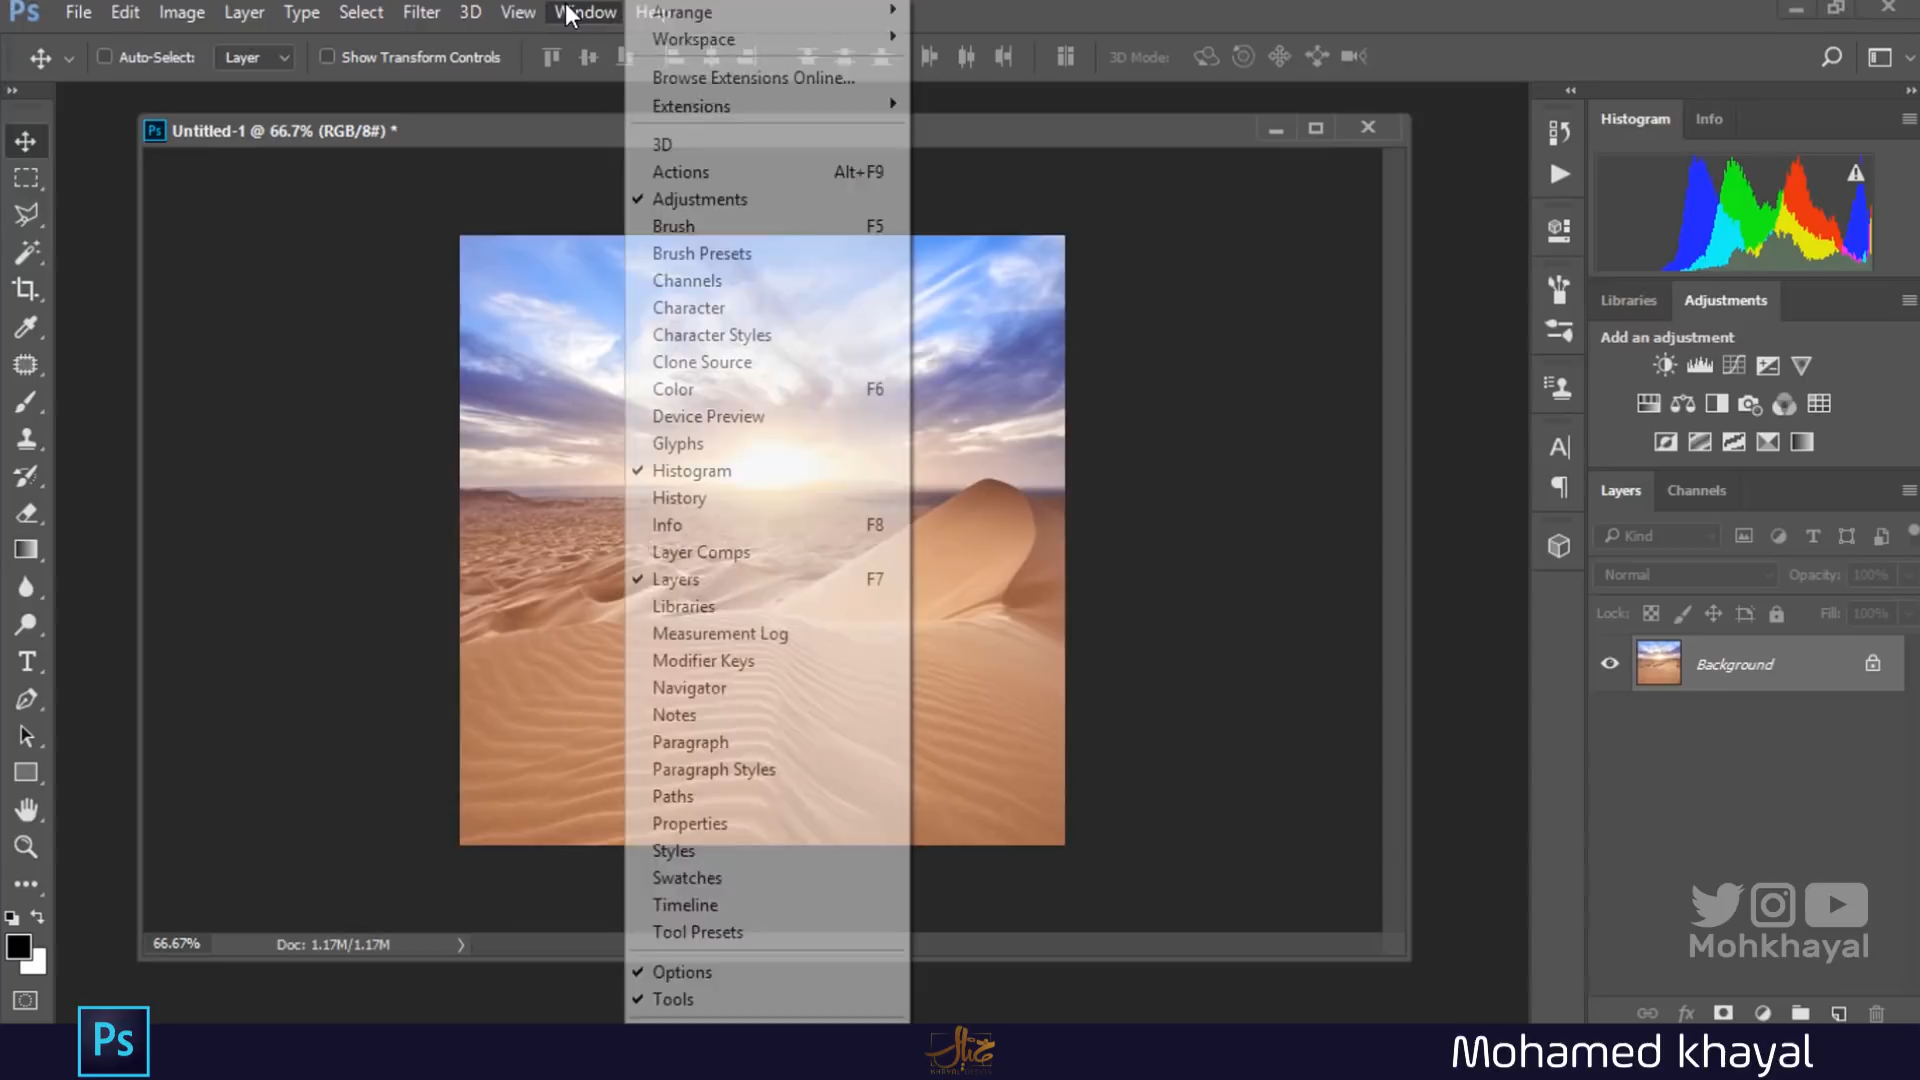 Ps File Edit Image Layer Type Select Filter 3D View Window Help
Auto-Select: Layer Show Transform Controls 3D Mode:
Arrange
Workspace
Browse Extensions Online...
Extensions
3D
Actions Alt+F9
Adjustments
Brush F5
Brush Presets
Channels
Character
Character Styles
Clone Source
Color F6
Device Preview
Glyphs
Histogram
History
Info F8
Layer Comps
Layers F7
Libraries
Measurement Log
Modifier Keys
Navigator
Notes
Paragraph
Paragraph Styles
Paths
Properties
Styles
Swatches
Timeline
Tool Presets
Options
Tools
Ps Untitled-1 @ 66.7% (RGB/8#) *
66.67% Doc: 1.17M/1.17M
Histogram Info
Libraries Adjustments
Add an adjustment
Layers Channels
Kind
Normal Opacity: 100%
Lock: Fill: 100%
Background
fx
Mohkhayal
Ps
Mohamed khayal